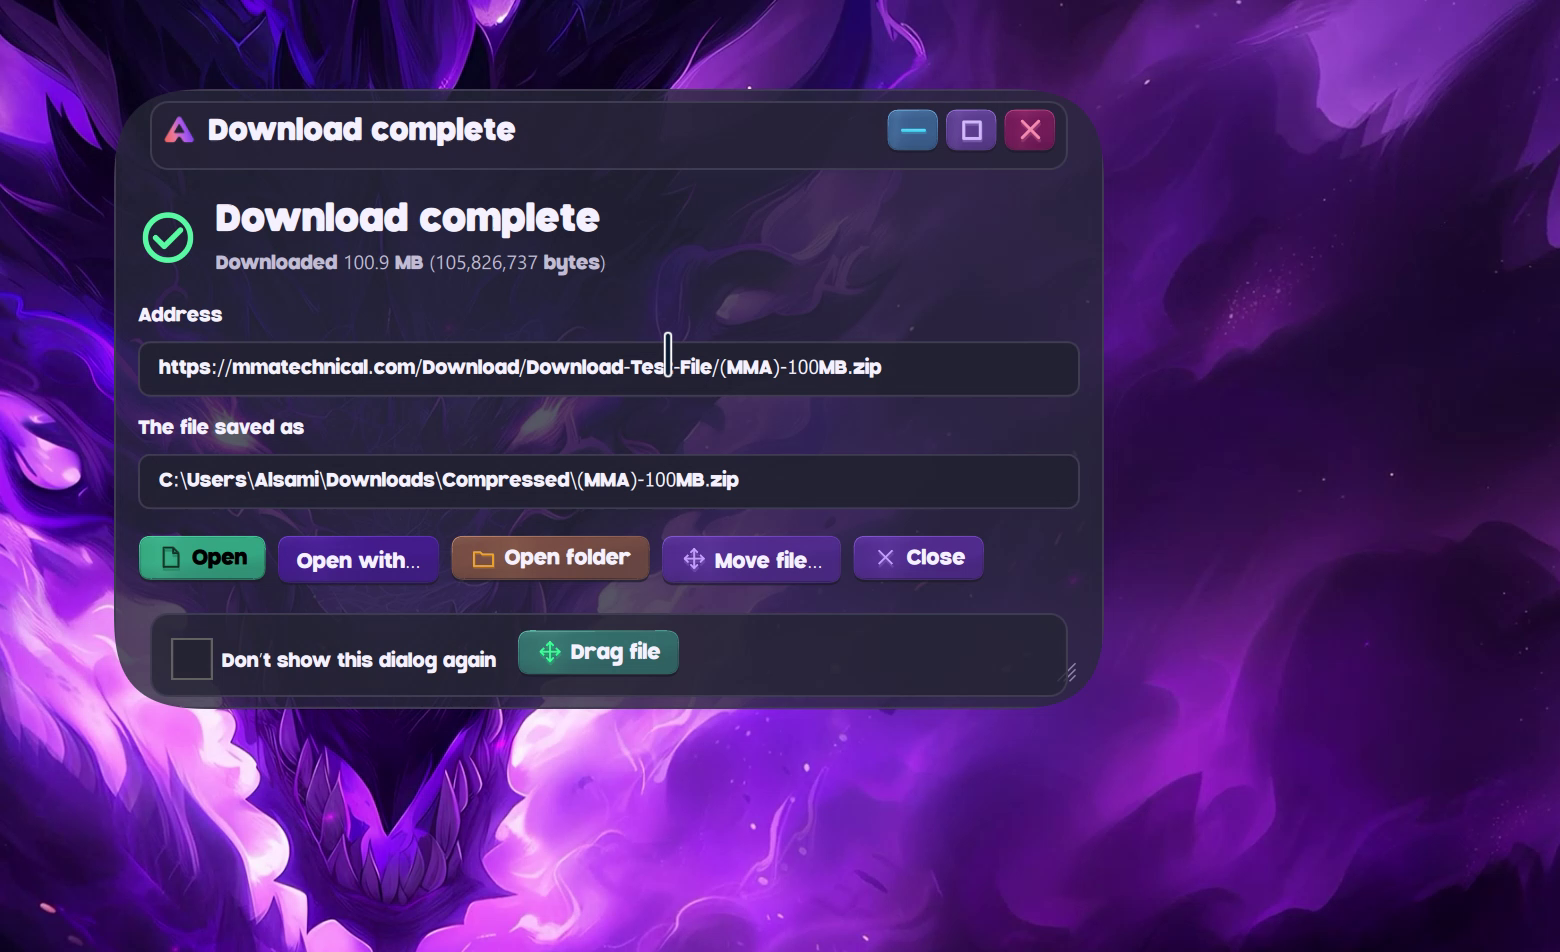 Download complete
Download complete
Downloaded 100.9 MB (105,826,737 bytes)
Address
https://mmatechnical.com/Download/Download-Test-File/(MMA)-100MB.zip
The file saved as
C:\Users\Alsami\Downloads\Compressed\(MMA)-100MB.zip
Open Open with... Open folder Move file... Close
Don't show this dialog again Drag file